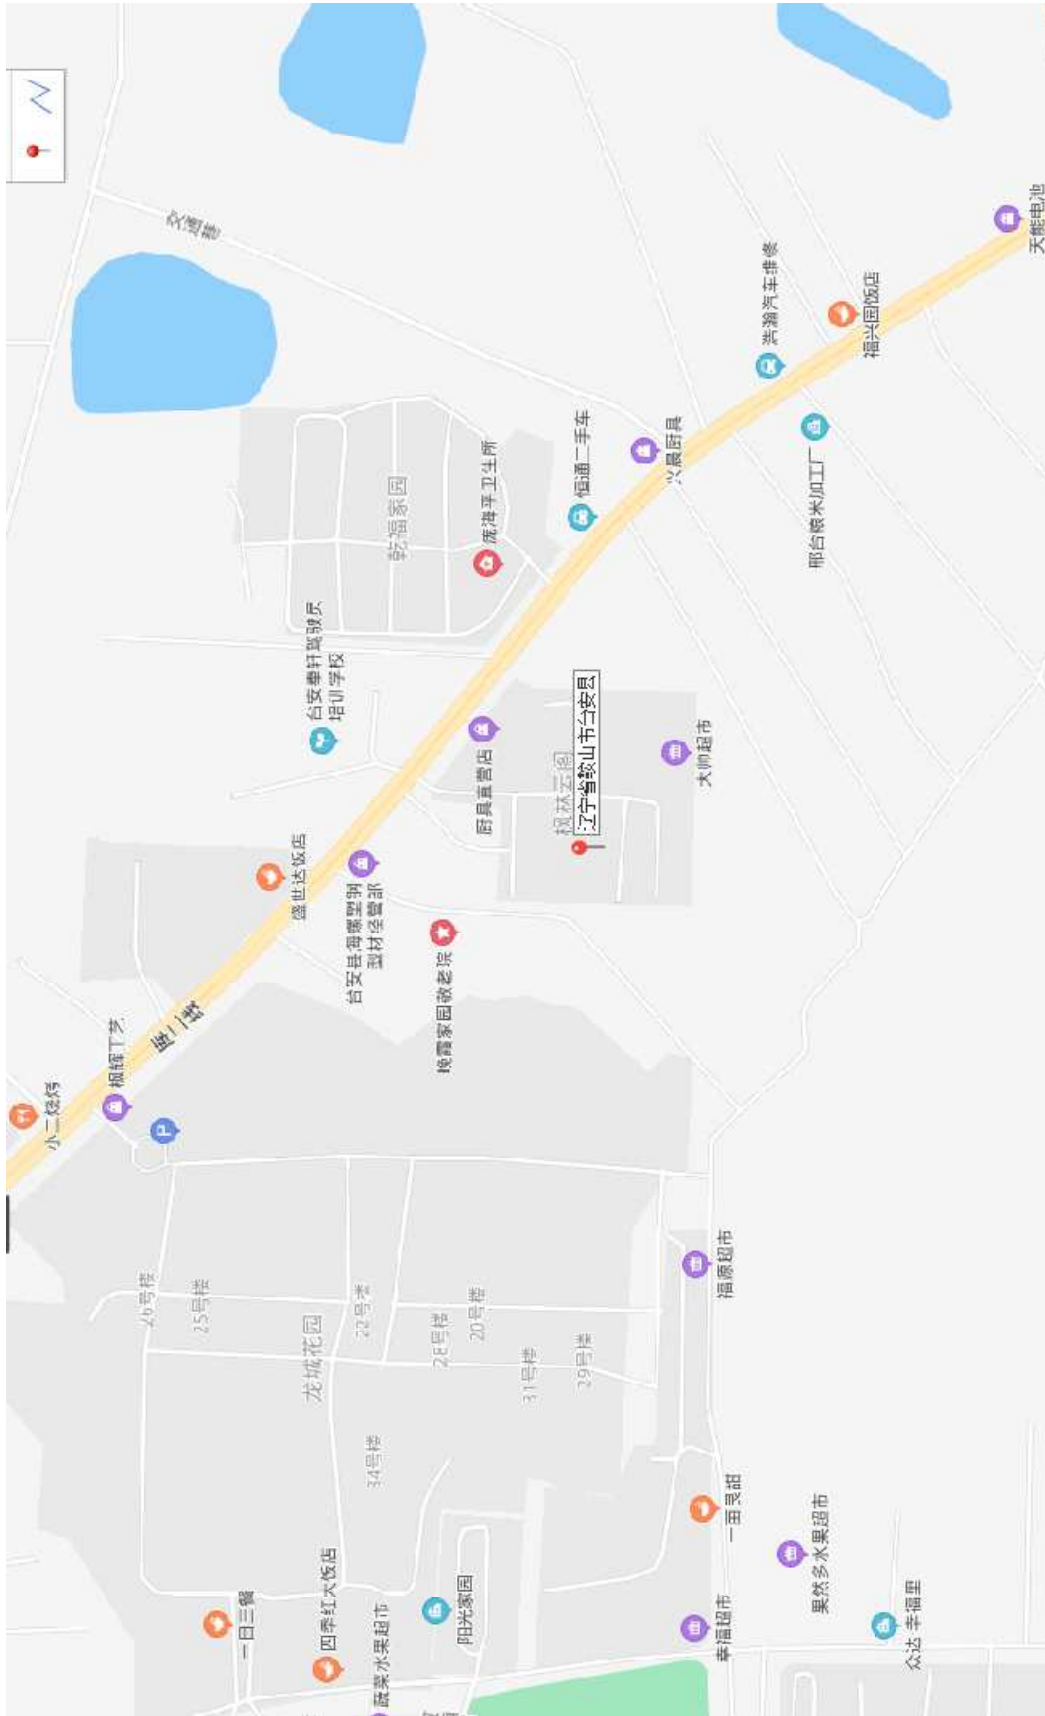 交通巷
天能电池
浩瀚汽车维修
福兴园饭店
兴晨厨具
恒通二手车
庞海平卫生所
乾福家园
邢台粮米加工厂
台安奉轩驾驶员
培训学校
辽宁省鞍山市台安县
枫林云阁
大帅超市
厨具直营店
盛世达饭店
台安县海螺塑钢
型材经营部
晚霞家园敬老院
枫辉工艺
小二烧烤
26号楼
25号楼
龙城花园
22号楼
28号楼
20号楼
31号楼
29号楼
34号楼
福源超市
一亩灵甜
果然多水果超市
幸福超市
众达·幸福里
阳光家园
四季红大饭店
蔬菜水果超市
一日三餐